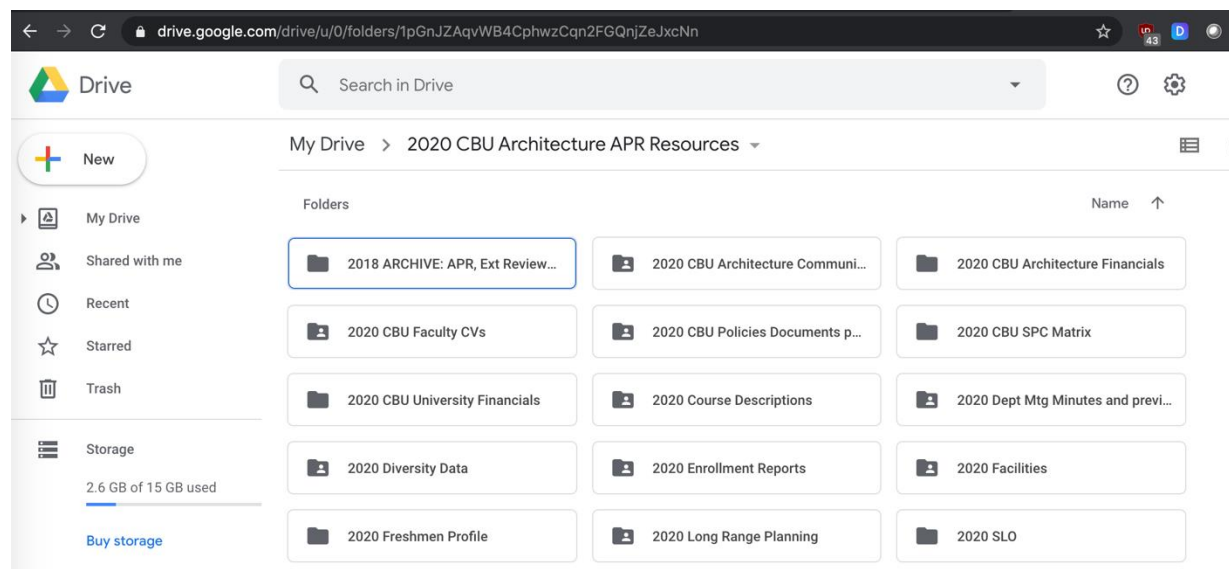 drive.google.com/drive/u/0/folders/1pGnJZAqvWB4CphwzCqn2FGQnjZeJxcNn
43
D
Drive
Search in Drive
New
My Drive > 2020 CBU Architecture APR Resources
My Drive
Shared with me
Recent
Starred
Trash
Storage
2.6 GB of 15 GB used
Buy storage
Folders
Name
2018 ARCHIVE: APR, Ext Review...
2020 CBU Architecture Communi...
2020 CBU Architecture Financials
2020 CBU Faculty CVs
2020 CBU Policies Documents p...
2020 CBU SPC Matrix
2020 CBU University Financials
2020 Course Descriptions
2020 Dept Mtg Minutes and previ...
2020 Diversity Data
2020 Enrollment Reports
2020 Facilities
2020 Freshmen Profile
2020 Long Range Planning
2020 SLO